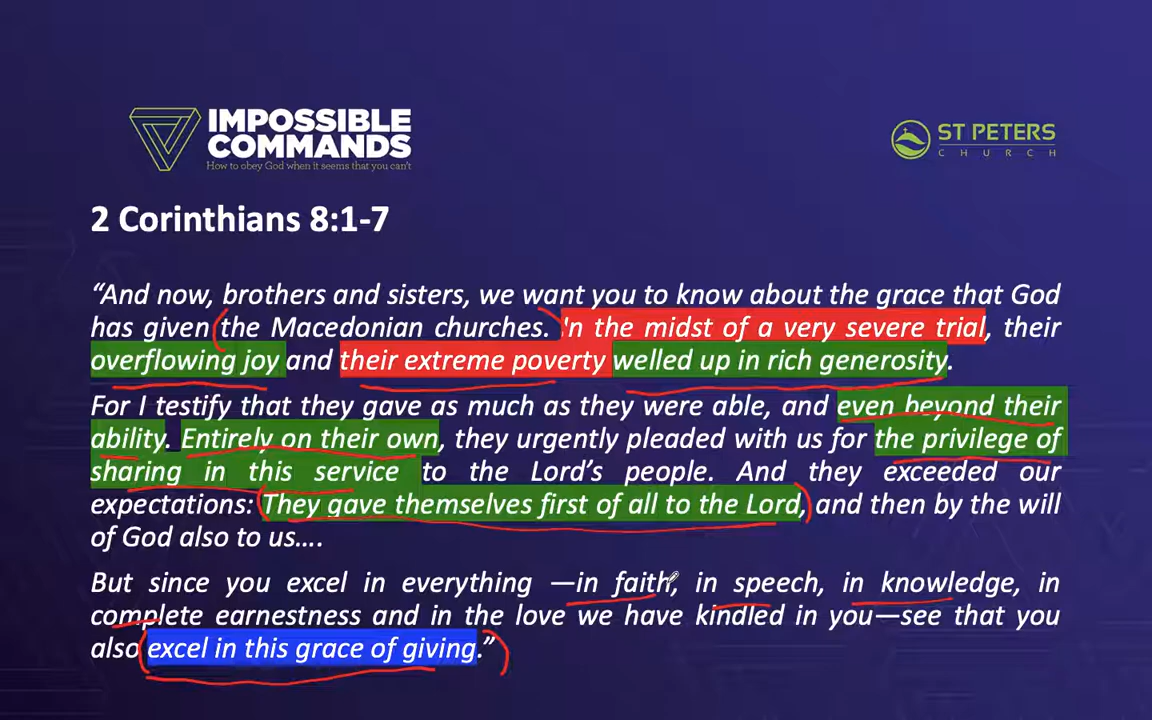 IMPOSSIBLE
COMMANDS
How to obey God when it seems that you can't
ST PETERS
CHURCH
2 Corinthians 8:1-7
“And now, brothers and sisters, we want you to know about the grace that God
has given the Macedonian churches. 'n the midst of a very severe trial, their
overflowing joy and their extreme poverty welled up in rich generosity.
For I testify that they gave as much as they were able, and even beyond their
ability. Entirely on their own, they urgently pleaded with us for the privilege of
sharing in this service to the Lord’s people. And they exceeded our
expectations: They gave themselves first of all to the Lord, and then by the will
of God also to us….
But since you excel in everything —in faith, in speech, in knowledge, in
complete earnestness and in the love we have kindled in you—see that you
also excel in this grace of giving.”